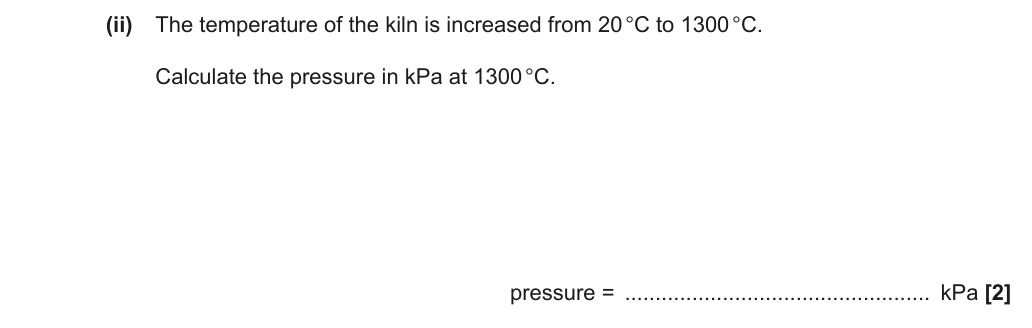 (ii) The temperature of the kiln is increased from 20 °C to 1300 °C.
Calculate the pressure in kPa at 1300 °C.
pressure = .................................................. kPa [2]